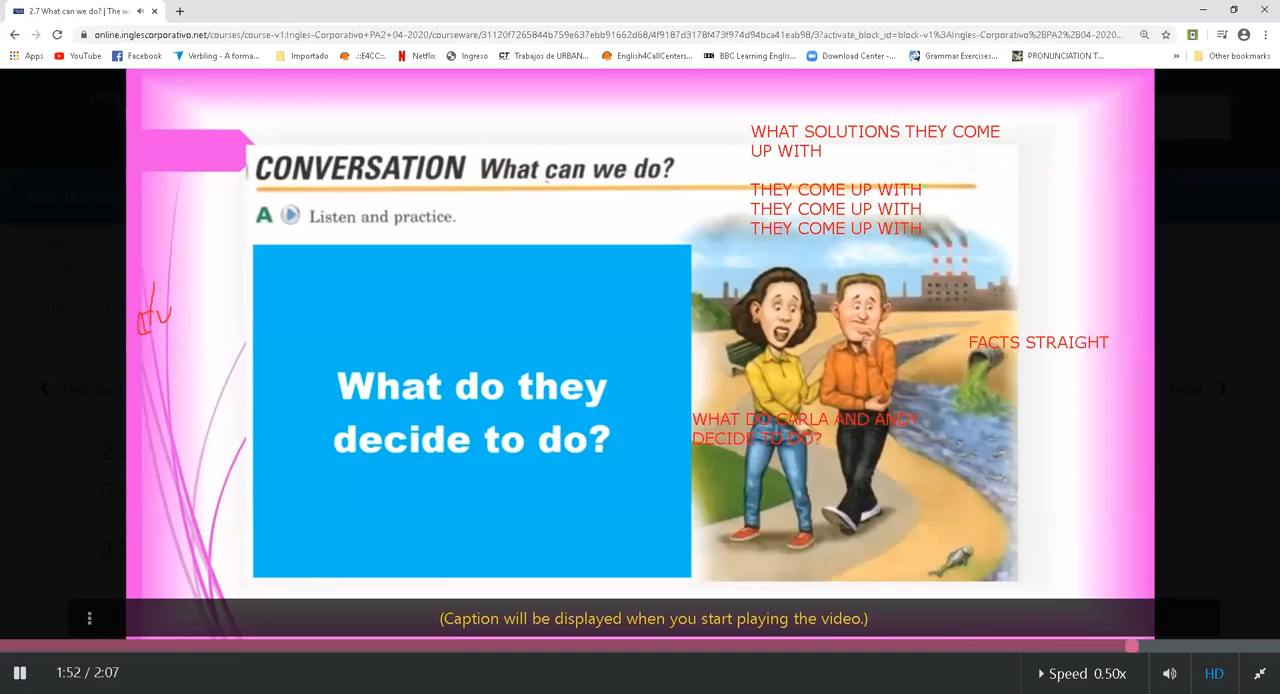 2.7 What can we do? | The w
online.inglescorporativo.net/courses/course-v1:Ingles-Corporativo+PA2+04-2020/courseware/31120f7265844b759e637ebb91662d68/4f9187d3178f473f974d94bca41eab98/3?activate_block_id=block-v1%3AIngles-Corporativo%2BPA2%2B04-2020...
Apps YouTube Facebook Verbling - A forma... Importado .::E4CC::. Netflix Ingreso Trabajos de URBAN... English4CallCenters... BBC Learning Englis... Download Center -... Grammar Exercises... PRONUNCIATION T... » Other bookmarks
WHAT SOLUTIONS THEY COME
UP WITH
CONVERSATION What can we do?
THEY COME UP WITH
THEY COME UP WITH
THEY COME UP WITH
A Listen and practice.
FACTS STRAIGHT
Previous
Next
What do they
decide to do?
WHAT DO CARLA AND ANDY
DECIDE TO DO?
(Caption will be displayed when you start playing the video.)
1:52 / 2:07
Speed 0.50x
HD